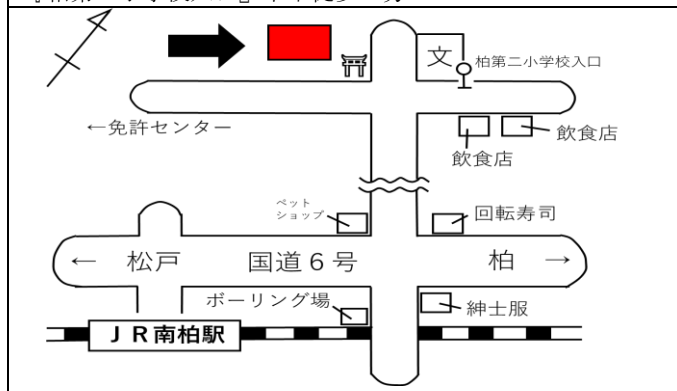 文
柏第二小学校入口
←免許センター
飲食店
飲食店
ペット
ショップ
回転寿司
← 松戸 国道６号 柏 →
ボーリング場
紳士服
ＪＲ南柏駅